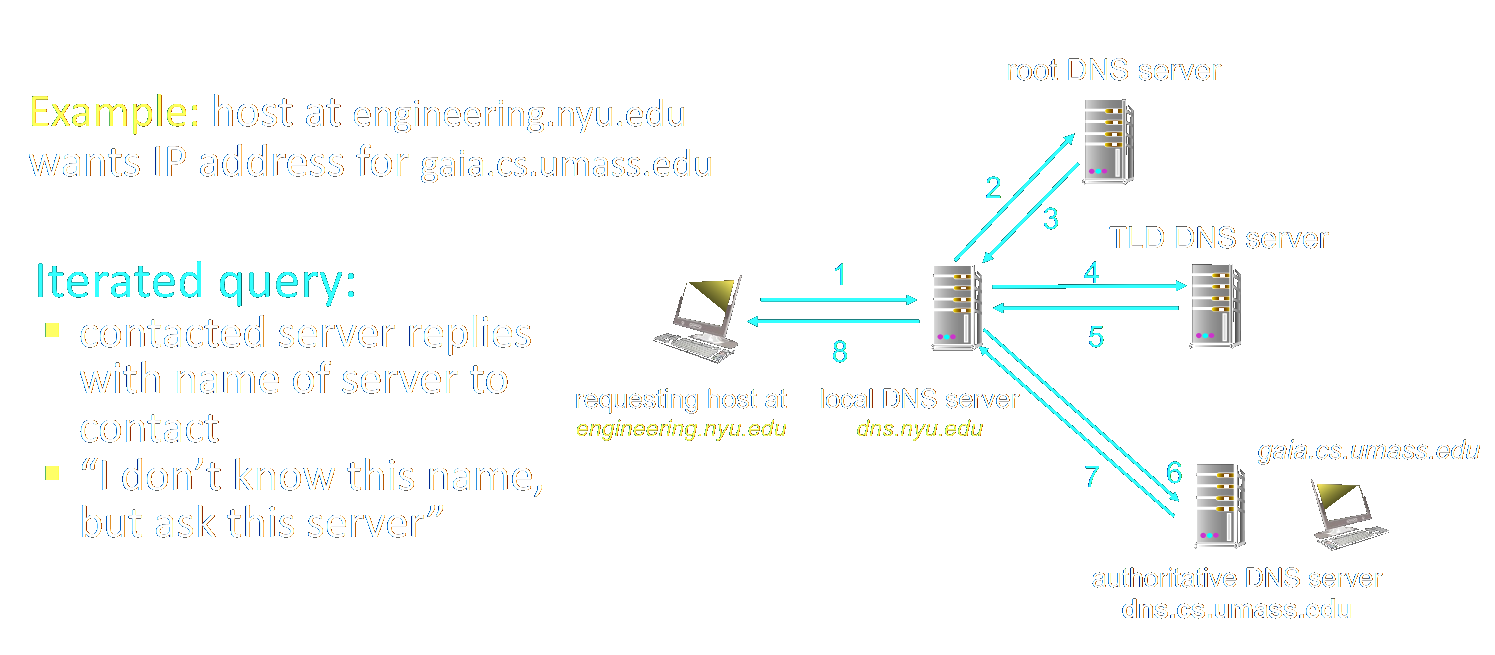 Example: host at engineering.nyu.edu
wants IP address for gaia.cs.umass.edu
Iterated query:
▪ contacted server replies
with name of server to
contact
▪ “I don’t know this name,
but ask this server”
root DNS server
2
3
TLD DNS server
1
4
5
8
requesting host at
engineering.nyu.edu
local DNS server
dns.nyu.edu
gaia.cs.umass.edu
6
7
authoritative DNS server
dns.cs.umass.edu